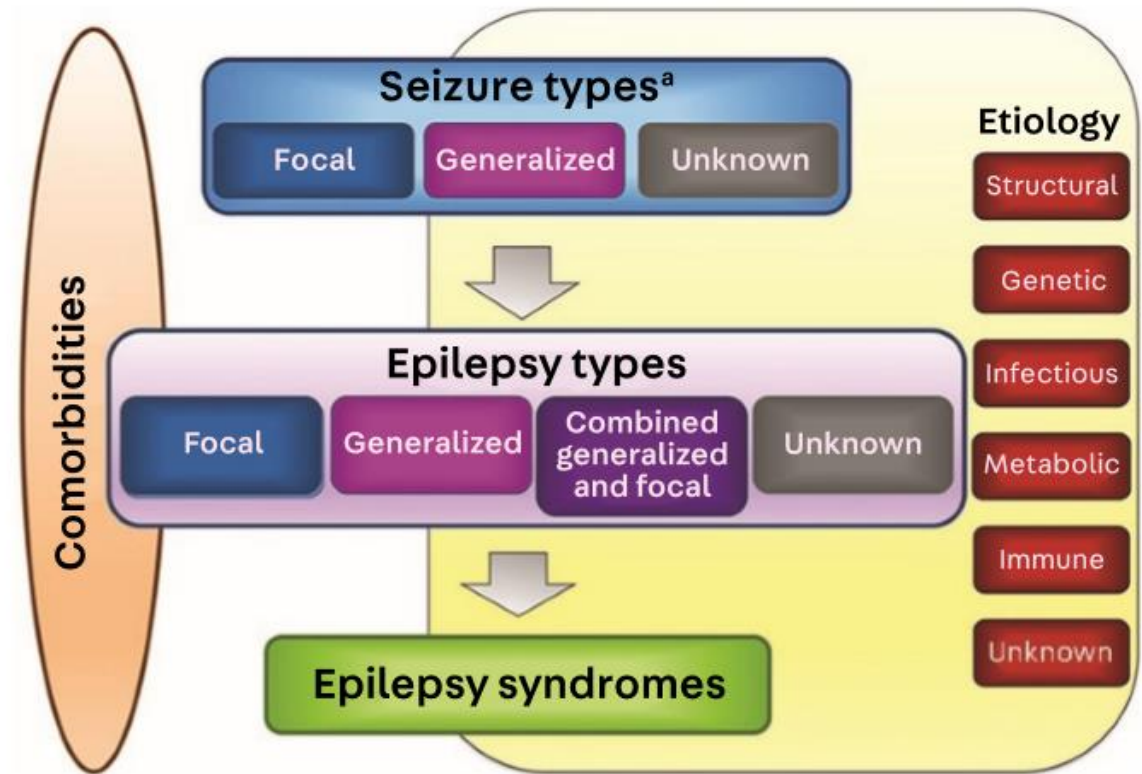 Seizure typesᵃ
Focal
Generalized
Unknown
Etiology
Structural
Genetic
Infectious
Metabolic
Immune
Unknown
Comorbidities
Epilepsy types
Focal
Generalized
Combined
generalized
and focal
Unknown
Epilepsy syndromes